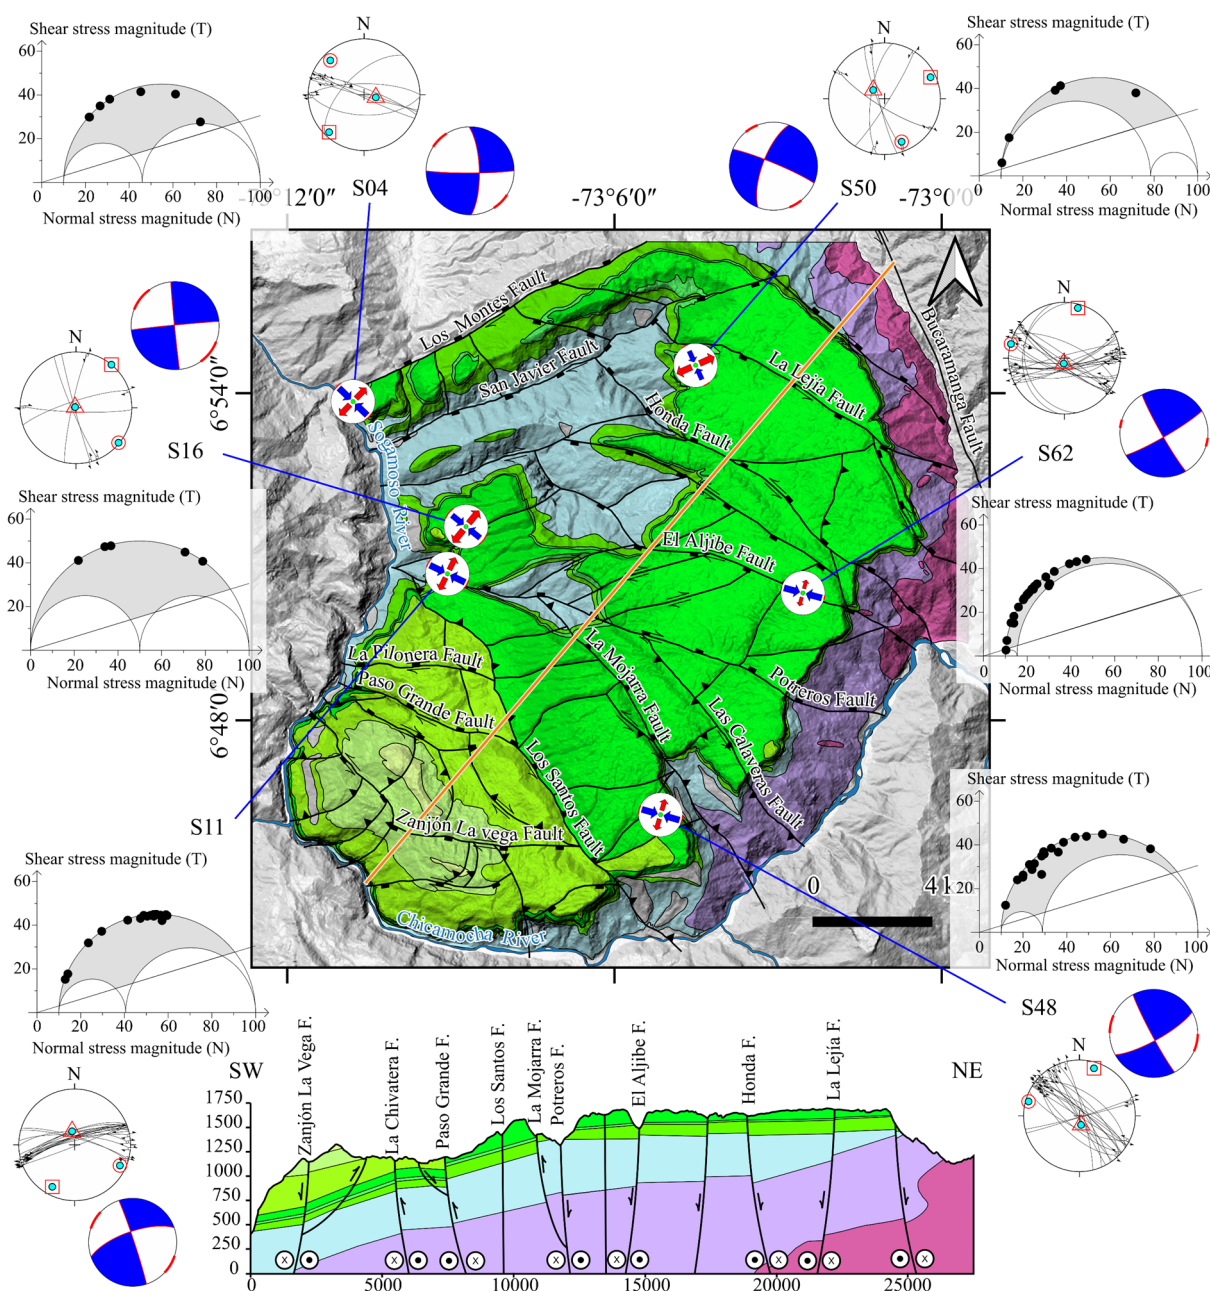 Shear stress magnitude (T)
60
40
20
0
20
40
60
80
100
Normal stress magnitude (N)
N
S04
N
S50
Shear stress magnitude (T)
60
40
20
0
20
40
60
80
100
Normal stress magnitude (N)
-73°12′0″
-73°6′0″
-73°0′0
6°54′0″
6°48′0″
N
S16
Shear stress magnitude (T)
60
40
20
0
20
40
60
80
100
Normal stress magnitude (N)
N
S62
Shear stress magnitude (T)
60
40
20
0
20
40
60
80
100
Normal stress magnitude (N)
Los Montes Fault
San Javier Fault
Honda Fault
La Lejía Fault
Bucaramanga Fault
Sogamoso River
El Aljibe Fault
La Pilonera Fault
Paso Grande Fault
La Mojarra Fault
Potreros Fault
Las Calaveras Fault
Los Santos Fault
Zanjón La vega Fault
Chicamocha River
0
4 k
S11
Shear stress magnitude (T)
60
40
20
0
20
40
60
80
100
Normal stress magnitude (N)
N
Shear stress magnitude (T)
60
40
20
0
20
40
60
80
100
Normal stress magnitude (N)
S48
N
SW
NE
Zanjón La Vega F.
La Chivatera F.
Paso Grande F.
Los Santos F.
La Mojarra F.
Potreros F.
El Aljibe F.
Honda F.
La Lejía F.
1750
1500
1250
1000
750
500
250
0
X
X
X
X
X
X
X
X
0
5000
10000
15000
20000
25000